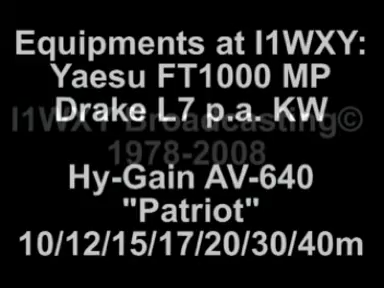 Equipments at I1WXY:
Yaesu FT1000 MP
Drake L7 p.a. KW
I1WXY Broadcasting©
1978-2008
Hy-Gain AV-640
"Patriot"
10/12/15/17/20/30/40m